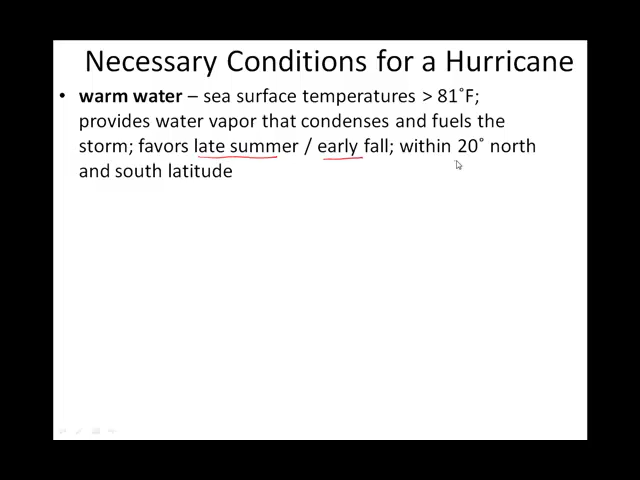 Necessary Conditions for a Hurricane
• warm water – sea surface temperatures > 81˚F;
provides water vapor that condenses and fuels the
storm; favors late summer / early fall; within 20˚ north
and south latitude